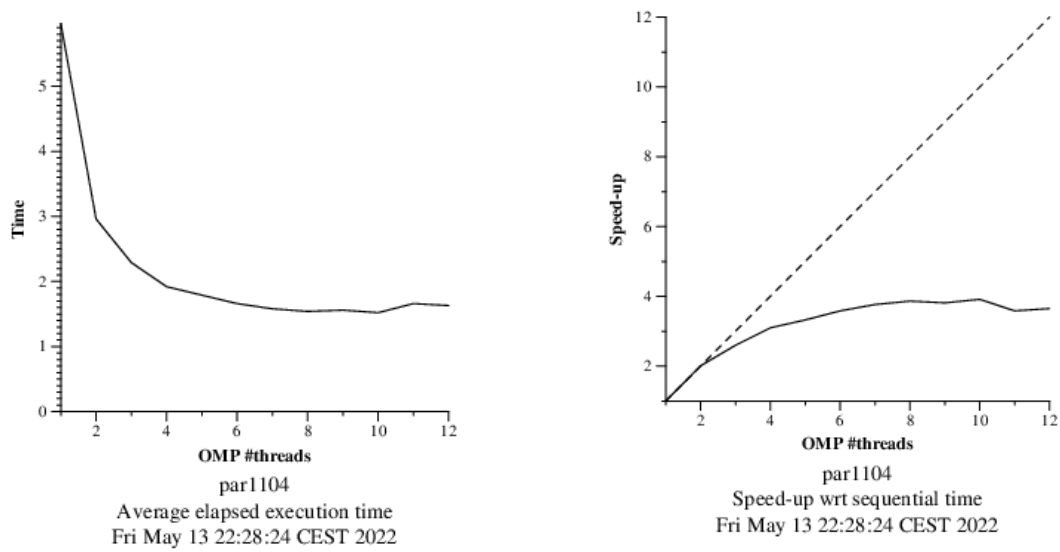 5
4
3
2
1
0
Time
2
4
6
8
10
12
OMP #threads
par1104
Average elapsed execution time
Fri May 13 22:28:24 CEST 2022
12
10
8
6
4
2
Speed-up
2
4
6
8
10
12
OMP #threads
par1104
Speed-up wrt sequential time
Fri May 13 22:28:24 CEST 2022